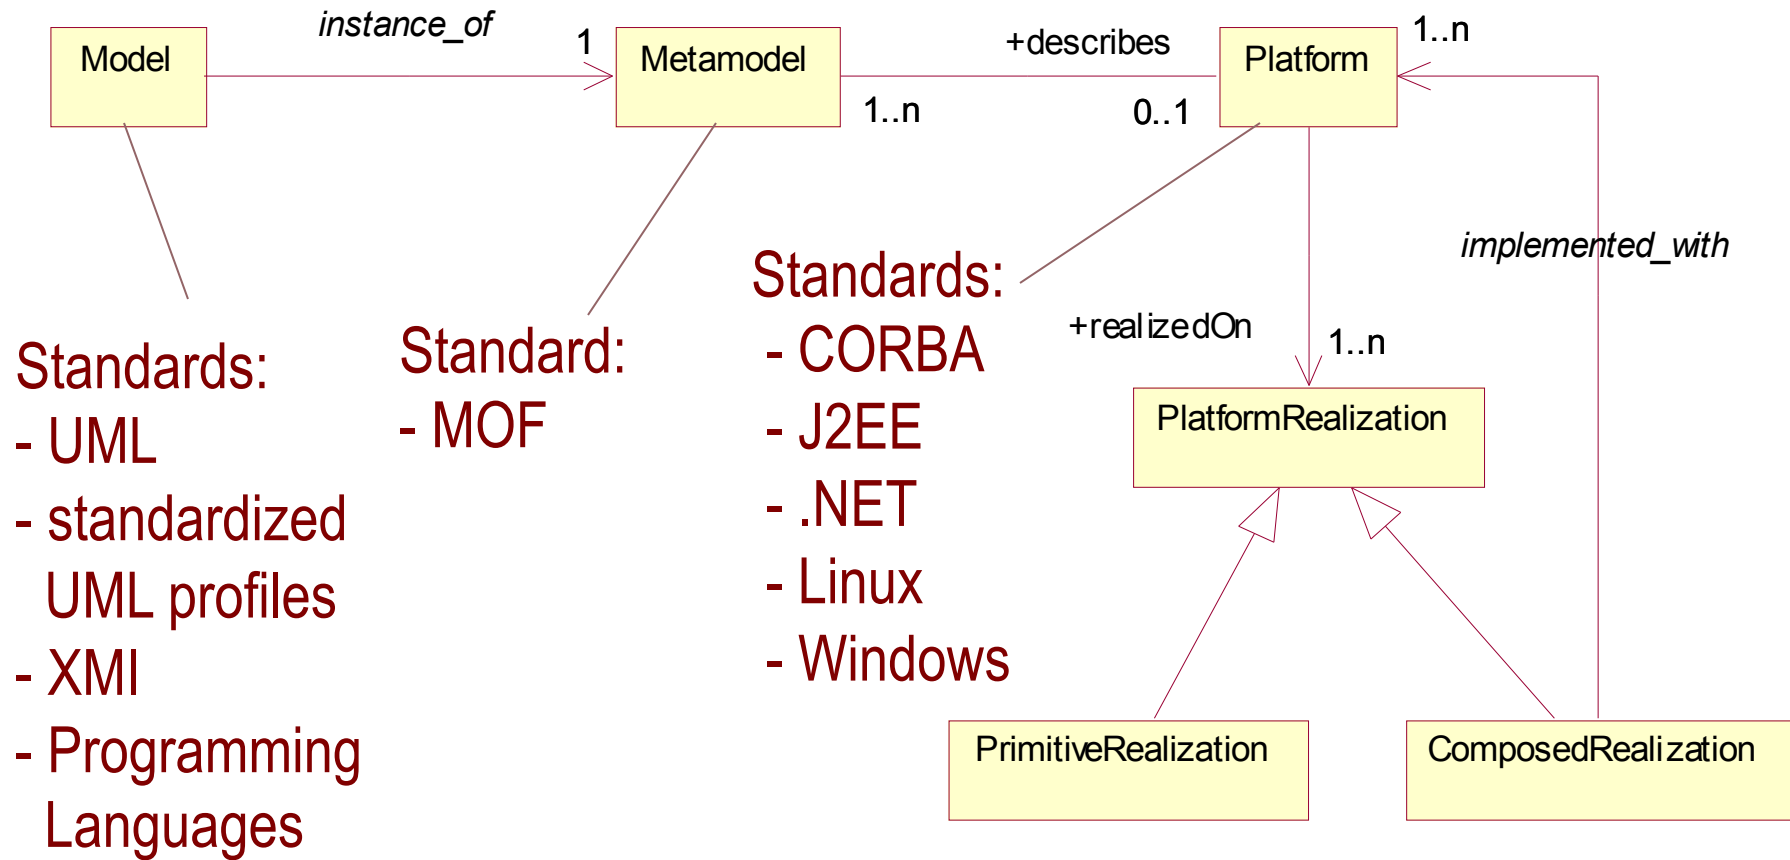 instance_of
Model
1
Metamodel
+describes
1..n
0..1
Platform
1..n
implemented_with
+realizedOn
1..n
Standards:
- UML
- standardized
UML profiles
- XMI
- Programming
Languages
Standard:
- MOF
Standards:
- CORBA
- J2EE
- .NET
- Linux
- Windows
PlatformRealization
PrimitiveRealization
ComposedRealization